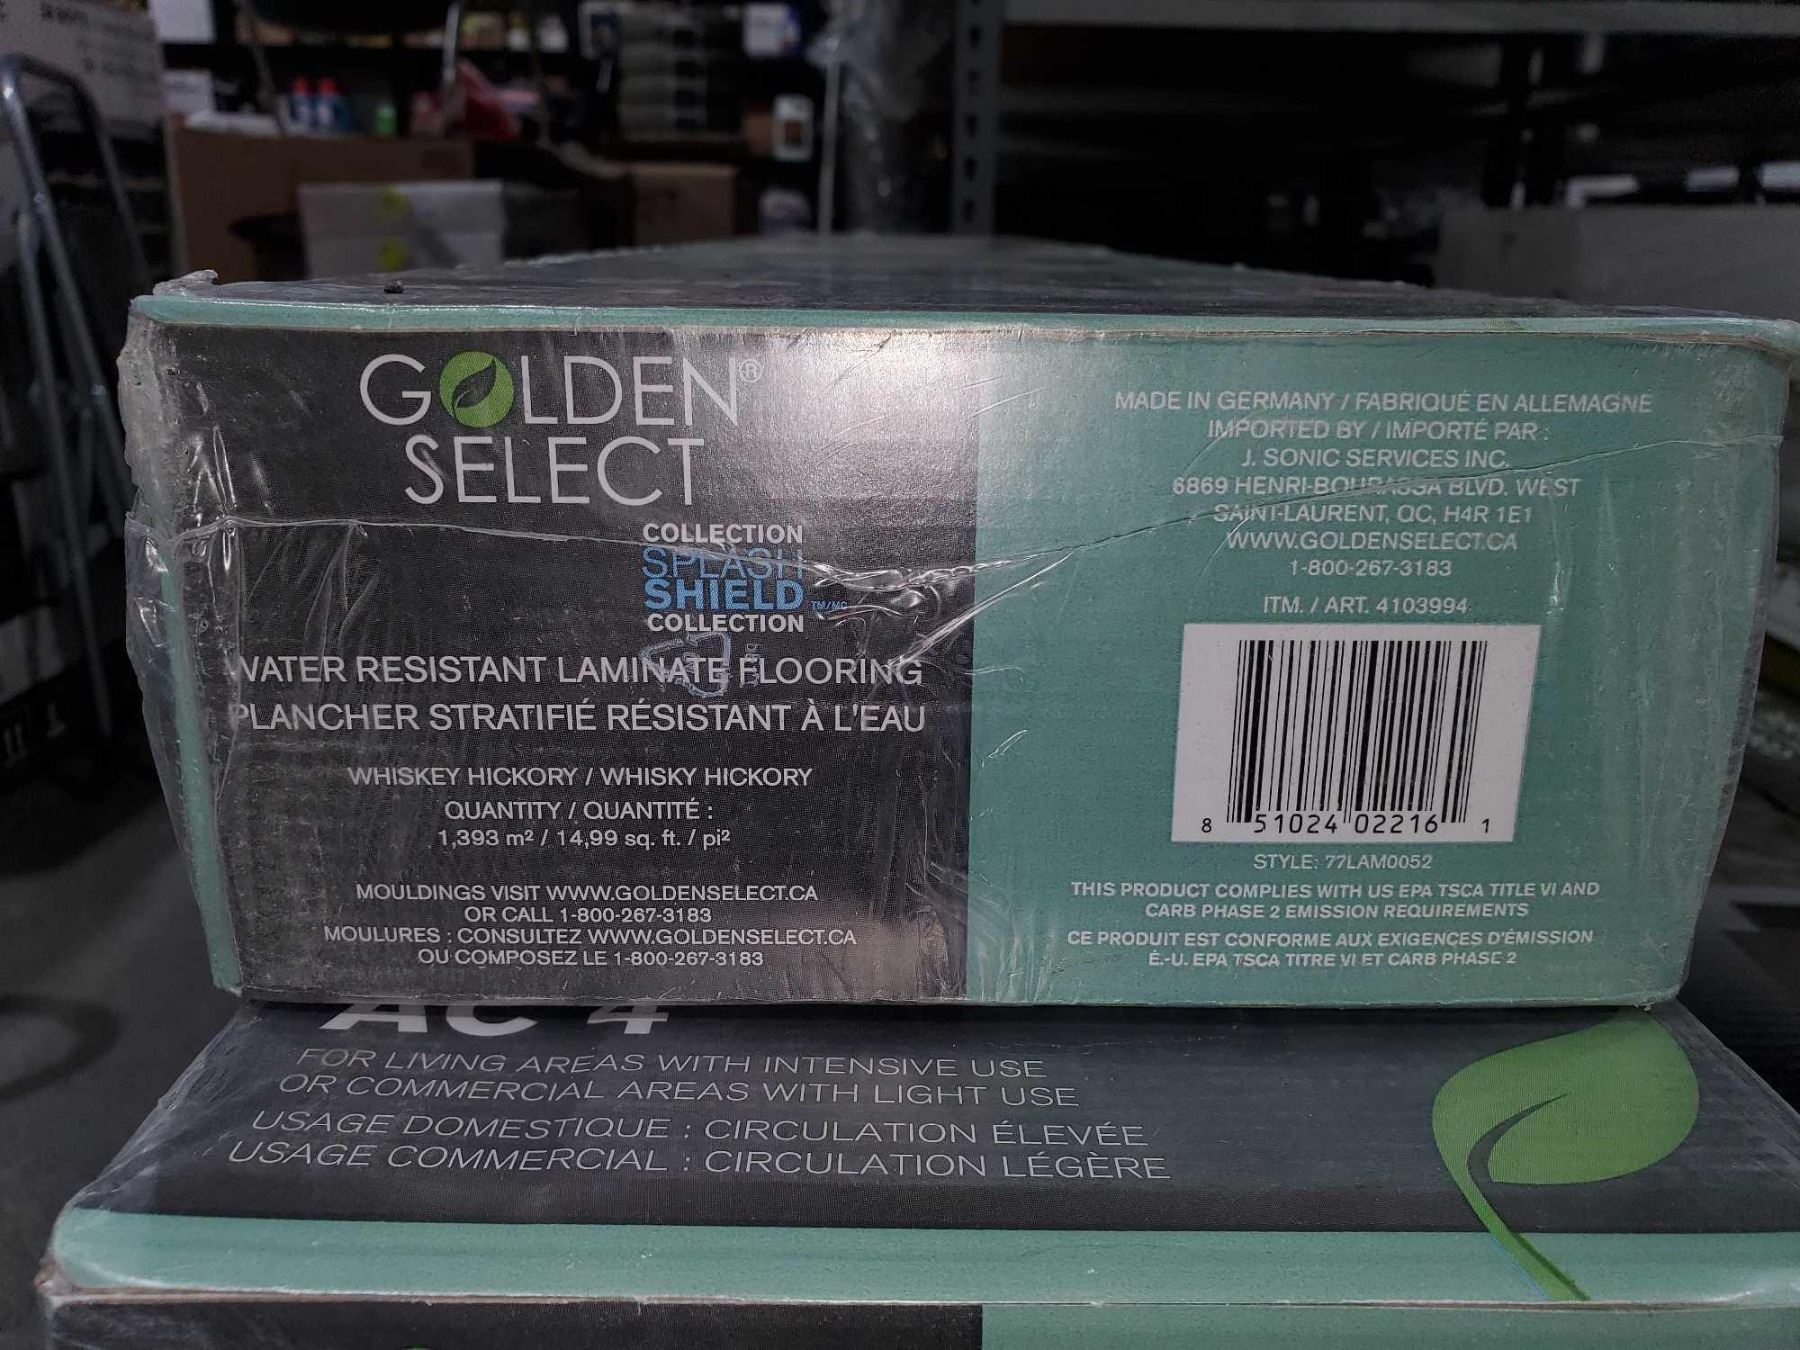 GOLDEN®
SELECT
COLLECTION
SPLASH
SHIELD TM/MC
COLLECTION
WATER RESISTANT LAMINATE FLOORING
PLANCHER STRATIFIÉ RÉSISTANT À L'EAU
WHISKEY HICKORY / WHISKY HICKORY
QUANTITY / QUANTITÉ :
1,393 m² / 14,99 sq. ft. / pi²
MOULDINGS VISIT WWW.GOLDENSELECT.CA
OR CALL 1-800-267-3183
MOULURES : CONSULTEZ WWW.GOLDENSELECT.CA
OU COMPOSEZ LE 1-800-267-3183
MADE IN GERMANY / FABRIQUÉ EN ALLEMAGNE
IMPORTED BY / IMPORTÉ PAR :
J. SONIC SERVICES INC.
6869 HENRI-BOURASSA BLVD. WEST
SAINT-LAURENT, QC, H4R 1E1
WWW.GOLDENSELECT.CA
1-800-267-3183
ITM. / ART. 4103994
8 51024 02216 1
STYLE: 77LAM0052
THIS PRODUCT COMPLIES WITH US EPA TSCA TITLE VI AND
CARB PHASE 2 EMISSION REQUIREMENTS
CE PRODUIT EST CONFORME AUX EXIGENCES D'ÉMISSION
É.-U. EPA TSCA TITRE VI ET CARB PHASE 2
AC 4
FOR LIVING AREAS WITH INTENSIVE USE
OR COMMERCIAL AREAS WITH LIGHT USE
USAGE DOMESTIQUE : CIRCULATION ÉLEVÉE
USAGE COMMERCIAL : CIRCULATION LÉGÈRE